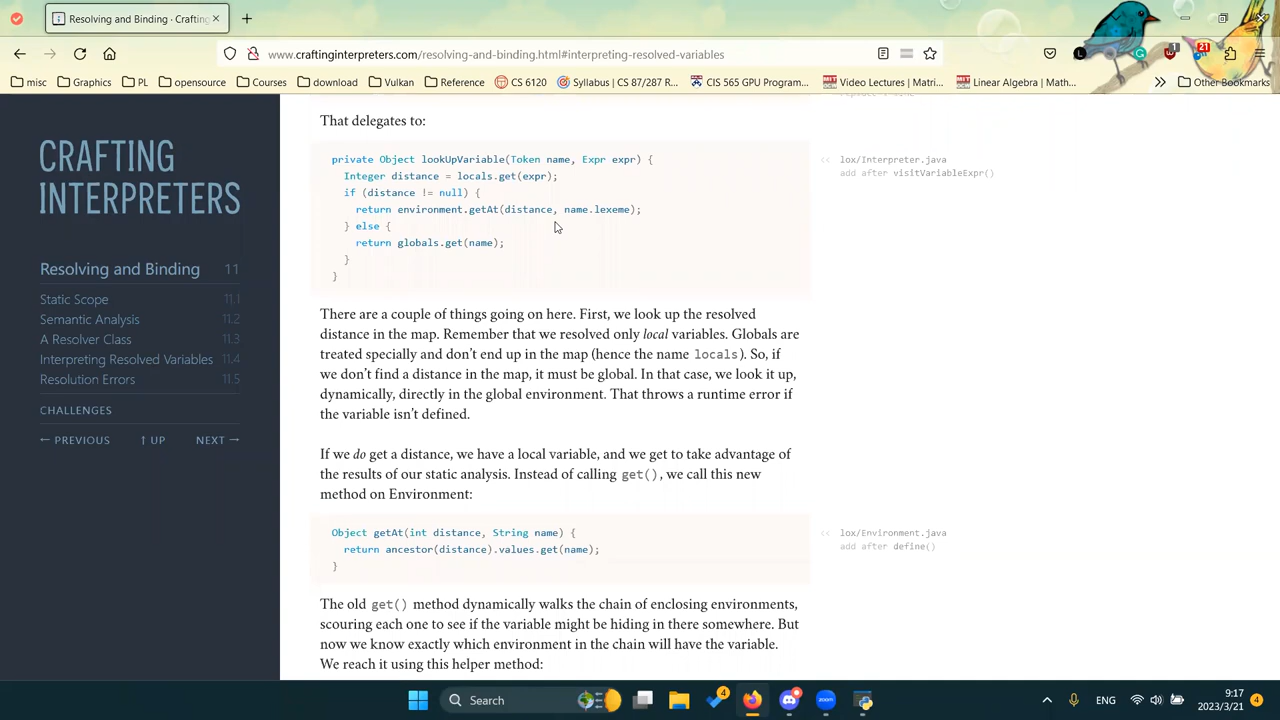 Resolving and Binding · Crafting
www.craftinginterpreters.com/resolving-and-binding.html#interpreting-resolved-variables
L
1
21
misc
Graphics
PL
opensource
Courses
download
Vulkan
Reference
CS 6120
Syllabus | CS 87/287 R...
CIS 565 GPU Program...
Video Lectures | Matri...
Linear Algebra | Math...
Other Bookmarks
CRAFTING
INTERPRETERS
Resolving and Binding 11
Static Scope 11.1
Semantic Analysis 11.2
A Resolver Class 11.3
Interpreting Resolved Variables 11.4
Resolution Errors 11.5
CHALLENGES
← PREVIOUS ↑ UP NEXT →
That delegates to:
private Object lookUpVariable(Token name, Expr expr) {
Integer distance = locals.get(expr);
if (distance != null) {
return environment.getAt(distance, name.lexeme);
} else {
return globals.get(name);
}
}
lox/Interpreter.java
add after visitVariableExpr()
There are a couple of things going on here. First, we look up the resolved
distance in the map. Remember that we resolved only local variables. Globals are
treated specially and don’t end up in the map (hence the name locals). So, if
we don’t find a distance in the map, it must be global. In that case, we look it up,
dynamically, directly in the global environment. That throws a runtime error if
the variable isn’t defined.
If we do get a distance, we have a local variable, and we get to take advantage of
the results of our static analysis. Instead of calling get(), we call this new
method on Environment:
Object getAt(int distance, String name) {
return ancestor(distance).values.get(name);
}
lox/Environment.java
add after define()
The old get() method dynamically walks the chain of enclosing environments,
scouring each one to see if the variable might be hiding in there somewhere. But
now we know exactly which environment in the chain will have the variable.
We reach it using this helper method:
Search
4
zoom
ENG
9:17
2023/3/21
4